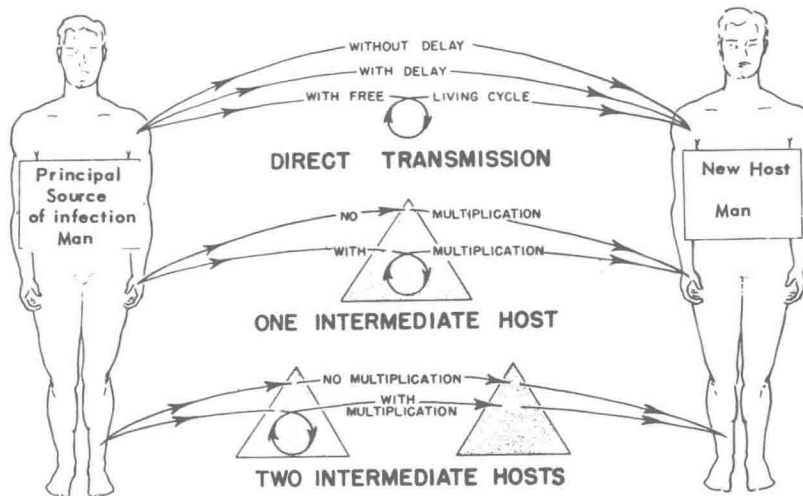 WITHOUT DELAY
WITH DELAY
WITH FREE LIVING CYCLE
DIRECT TRANSMISSION
Principal
Source
of infection
Man
New Host
Man
NO MULTIPLICATION
WITH MULTIPLICATION
ONE INTERMEDIATE HOST
NO MULTIPLICATION
WITH
MULTIPLICATION
TWO INTERMEDIATE HOSTS